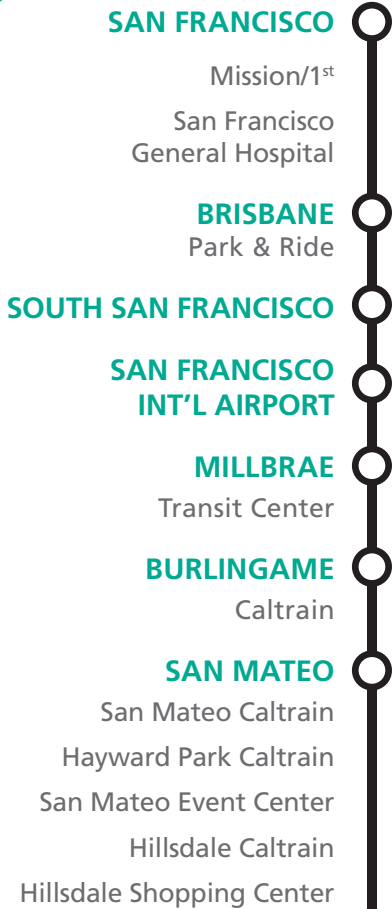 SAN FRANCISCO
Mission/1st
San Francisco
General Hospital
BRISBANE
Park & Ride
SOUTH SAN FRANCISCO
SAN FRANCISCO
INT'L AIRPORT
MILLBRAE
Transit Center
BURLINGAME
Caltrain
SAN MATEO
San Mateo Caltrain
Hayward Park Caltrain
San Mateo Event Center
Hillsdale Caltrain
Hillsdale Shopping Center